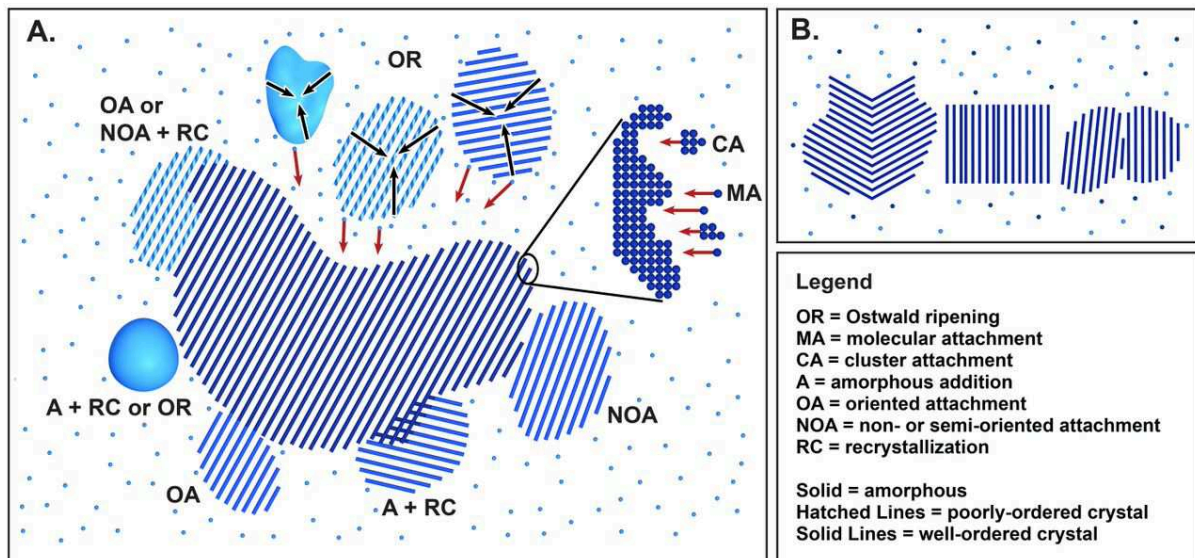 A.
OR
OA or
NOA + RC
CA
MA
A + RC or OR
NOA
OA
A + RC
B.
Legend
OR = Ostwald ripening
MA = molecular attachment
CA = cluster attachment
A = amorphous addition
OA = oriented attachment
NOA = non- or semi-oriented attachment
RC = recrystallization
Solid = amorphous
Hatched Lines = poorly-ordered crystal
Solid Lines = well-ordered crystal